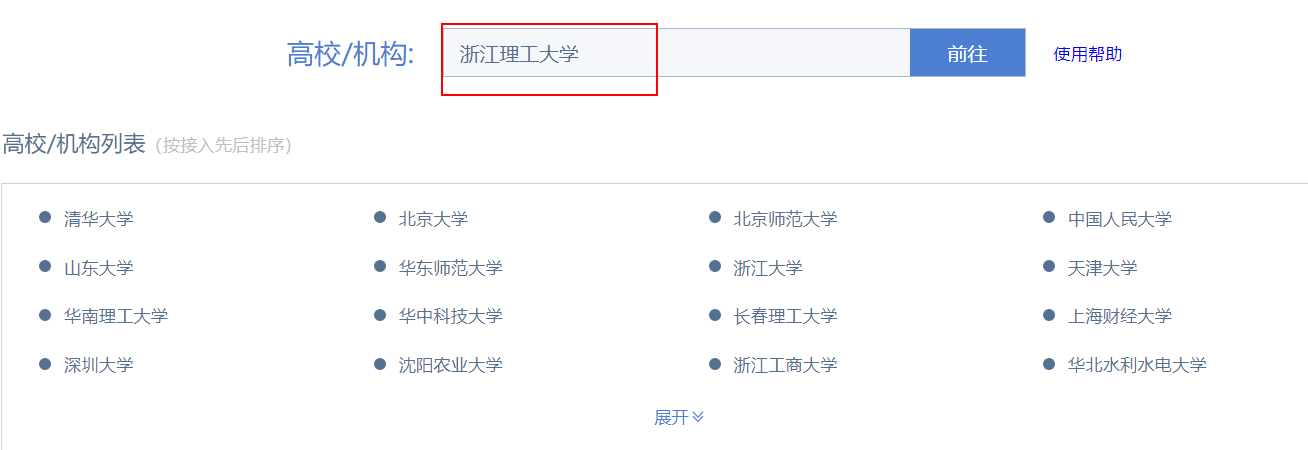 高校/机构: 浙江理工大学 前往 使用帮助
高校/机构列表（按接入先后排序）
清华大学 北京大学 北京师范大学 中国人民大学
山东大学 华东师范大学 浙江大学 天津大学
华南理工大学 华中科技大学 长春理工大学 上海财经大学
深圳大学 沈阳农业大学 浙江工商大学 华北水利水电大学
展开